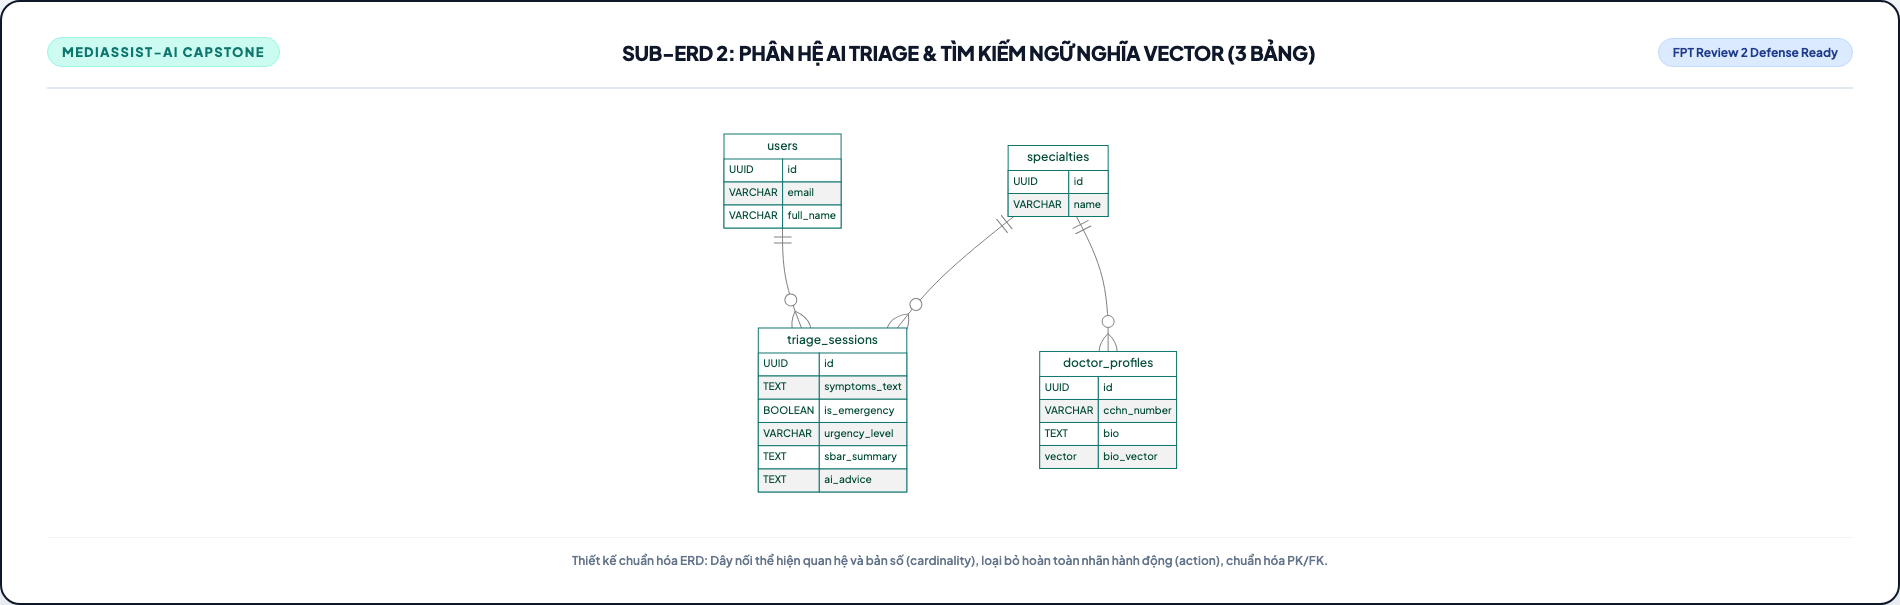 MEDIASSIST-AI CAPSTONE
SUB-ERD 2: PHÂN HỆ AI TRIAGE & TÌM KIẾM NGỮ NGHĨA VECTOR (3 BẢNG)
FPT Review 2 Defense Ready
users
UUID id
VARCHAR email
VARCHAR full_name
specialties
UUID id
VARCHAR name
triage_sessions
UUID id
TEXT symptoms_text
BOOLEAN is_emergency
VARCHAR urgency_level
TEXT sbar_summary
TEXT ai_advice
doctor_profiles
UUID id
VARCHAR cchn_number
TEXT bio
vector bio_vector
Thiết kế chuẩn hóa ERD: Dây nối thể hiện quan hệ và bản số (cardinality), loại bỏ hoàn toàn nhãn hành động (action), chuẩn hóa PK/FK.